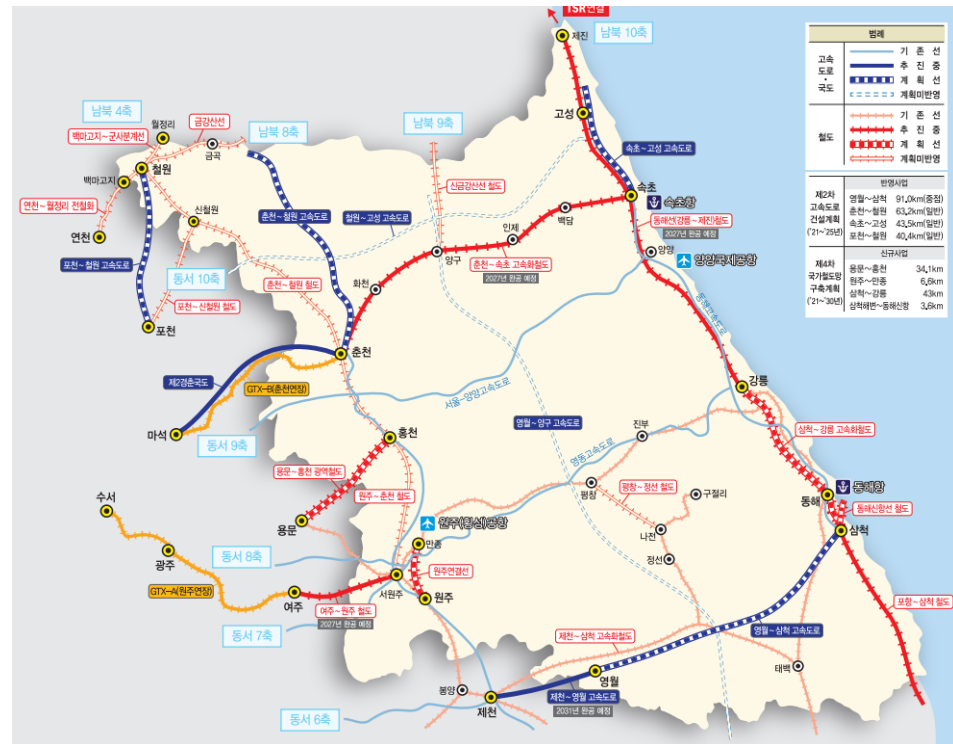 TSR연결
제진
남북 10축
고성
속초~고성 고속도로
속초
속초항
동해선(강릉~제진)철도
2027년 완공 예정
양양
양양국제공항
동해고속도로
백담
인제
양구
화천
춘천~속초 고속화철도
2027년 완공 예정
남북 9축
신금강산선 철도
철원~고성 고속도로
남북 8축
춘천~철원 고속도로
남북 4축
월정리
금강산선
금곡
백마고지~군사분계선
철원
백마고지
연천~월정리 전철화
연천
신철원
포천~철원 고속도로
동서 10축
춘천~철원 철도
포천~신철원 철도
포천
춘천
제2경춘국도
GTX-B(춘천연장)
마석
동서 9축
서울-양양고속도로
홍천
용문~홍천 광역철도
원주~춘천 철도
용문
수서
광주
GTX-A(원주연장)
여주
여주~원주 철도
2027년 완공 예정
동서 8축
동서 7축
동서 6축
원주(횡성)공항
만종
원주연결선
서원주
원주
영월~양구 고속도로
영동고속도로
진부
평창
평창~정선 철도
구절리
나전
정선
강릉
삼척~강릉 고속화철도
동해항
동해
동해신항선 철도
삼척
포항~삼척 철도
영월~삼척 고속도로
제천~삼척 고속화철도
태백
영월
제천~영월 고속도로
2031년 완공 예정
봉양
제천
범례
고속
도로
·
국도
기 존 선
추 진 중
계 획 선
계획미반영
철도
기 존 선
추 진 중
계 획 선
계획미반영
반영사업
제2차
고속도로
건설계획
('21~'25년)
영월~삼척 91.0km(중점)
춘천~철원 63.2km(일반)
속초~고성 43.5km(일반)
포천~철원 40.4km(일반)
신규사업
제4차
국가철도망
구축계획
('21~'30년)
용문~홍천 34.1km
원주~만종 6.6km
삼척~강릉 43km
삼척해변~동해신항 3.6km